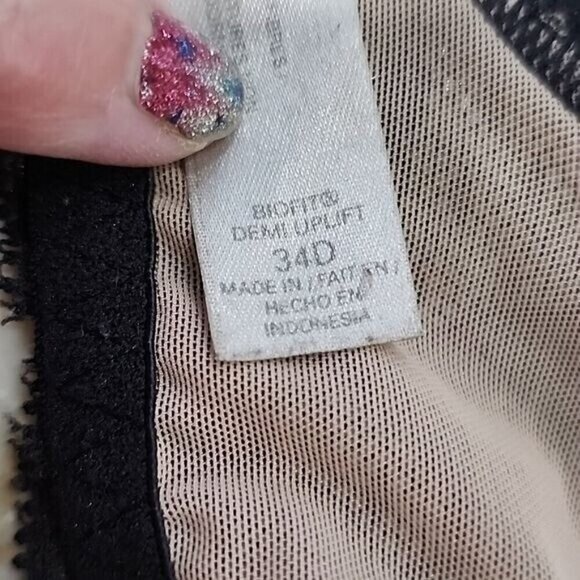 BIOFIT®
DEMI UPLIFT
34D
MADE IN / FAIT EN /
HECHO EN
INDONESIA